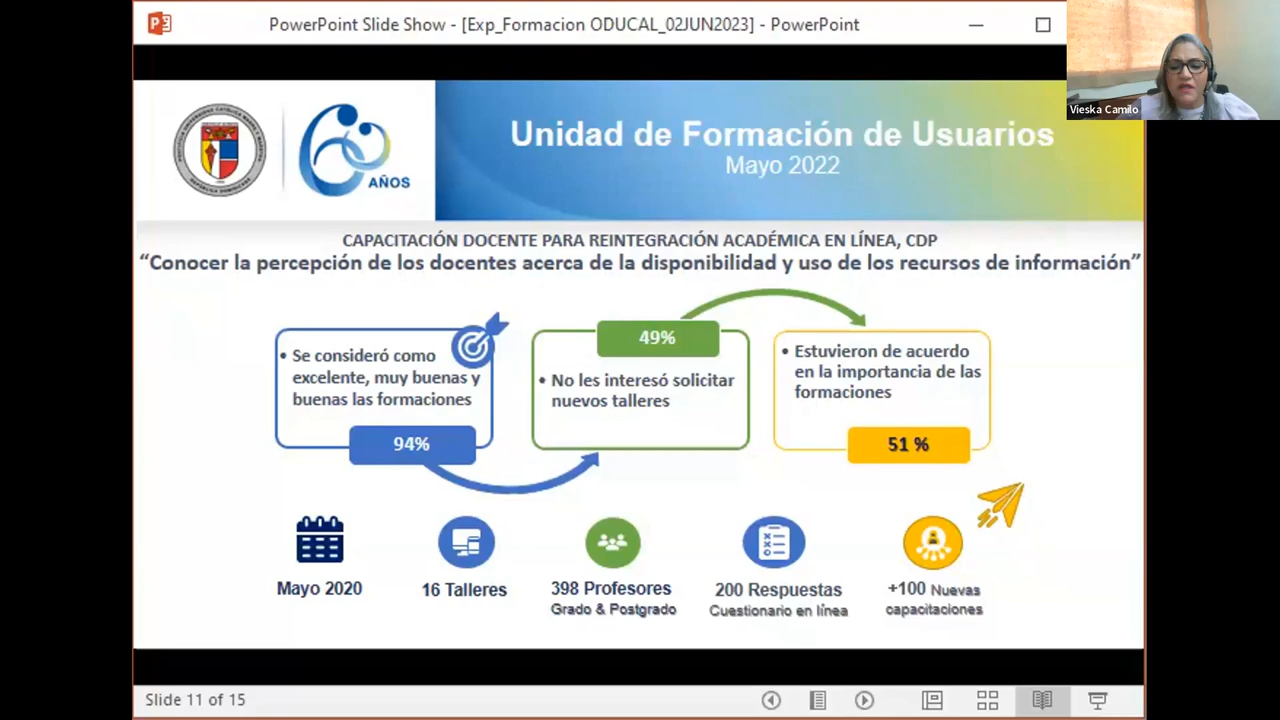 PowerPoint Slide Show - [Exp_Formacion ODUCAL_02JUN2023] - PowerPoint
Vieska Camilo
AÑOS
Unidad de Formación de Usuarios
Mayo 2022
CAPACITACIÓN DOCENTE PARA REINTEGRACIÓN ACADÉMICA EN LÍNEA, CDP
“Conocer la percepción de los docentes acerca de la disponibilidad y uso de los recursos de información”
• Se consideró como
excelente, muy buenas y
buenas las formaciones
94%
49%
• No les interesó solicitar
nuevos talleres
• Estuvieron de acuerdo
en la importancia de las
formaciones
51 %
Mayo 2020
16 Talleres
398 Profesores
Grado & Postgrado
200 Respuestas
Cuestionario en línea
+100 Nuevas
capacitaciones
Slide 11 of 15